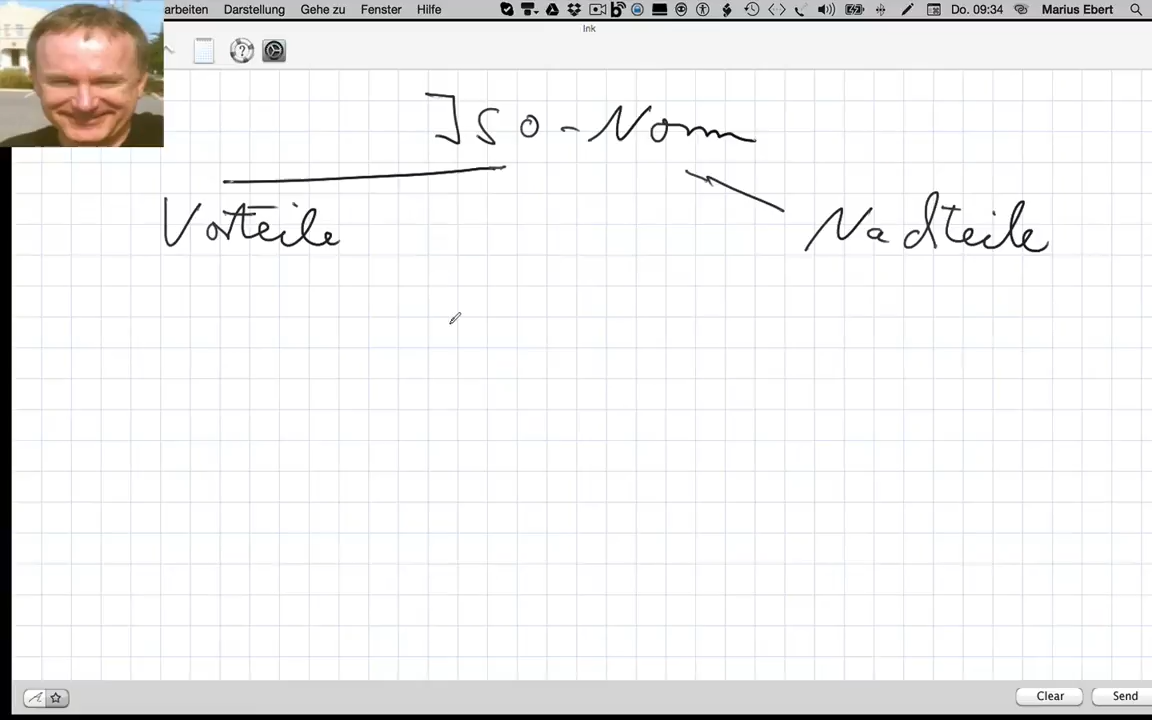 arbeiten Darstellung Gehe zu Fenster Hilfe Do. 09:34 Marius Ebert
Ink
ISO-Norm
Vorteile Nachteile
Clear Send